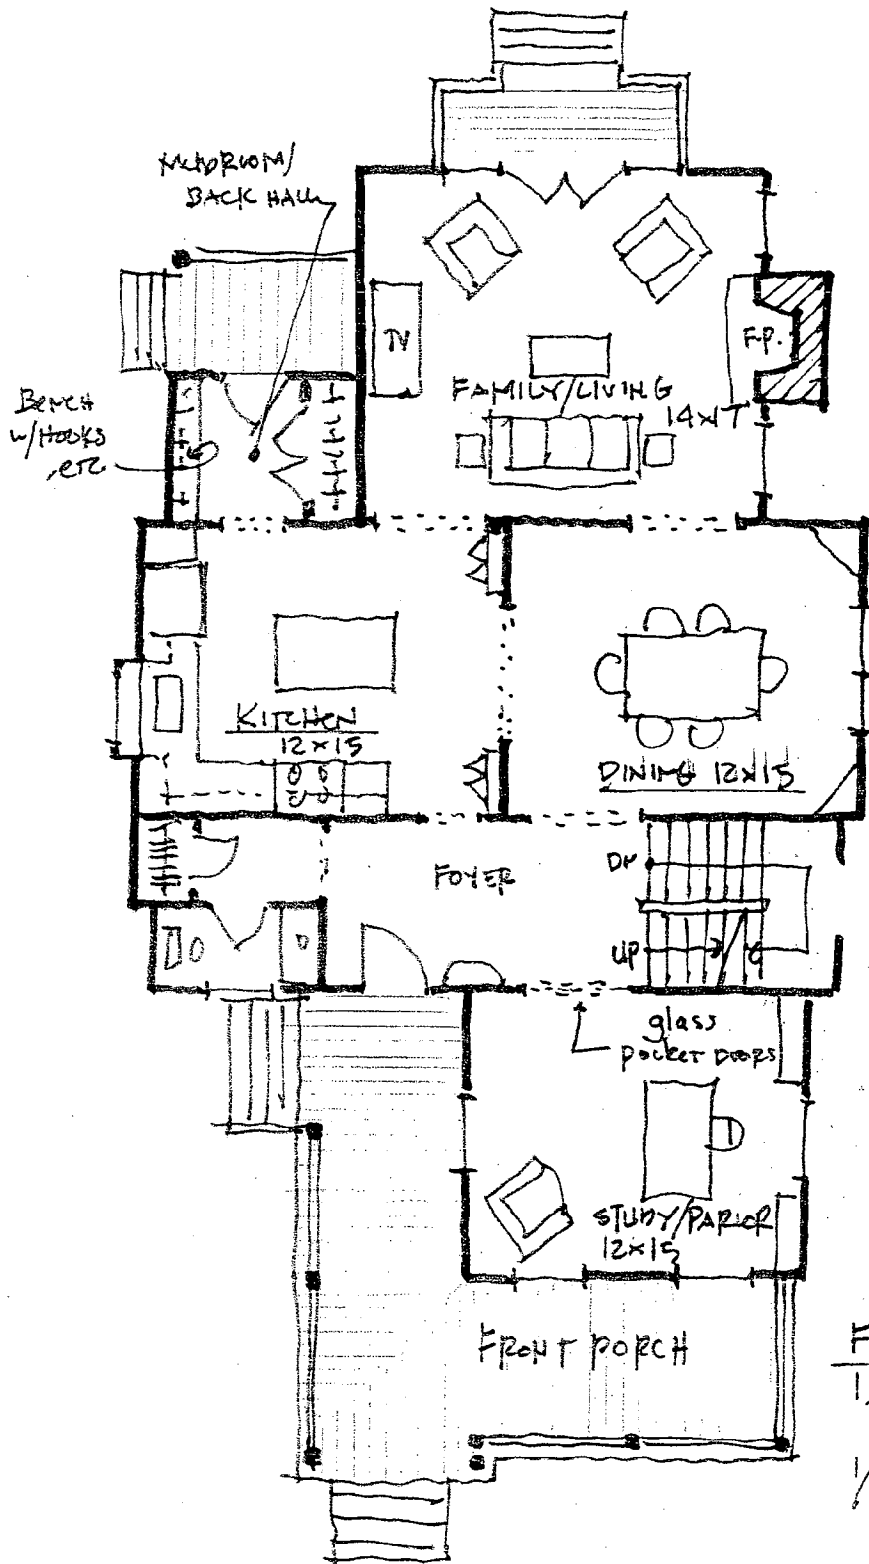 MUDROOM/
BACK HALL
TV
F.P.
FAMILY/LIVING
BENCH
w/HOOKS
, etc.
KITCHEN
12x15
DINING 12x15
FOYER
DN
UP
glass
POCKET DOORS
STUDY/PARLOR
12x15
FRONT PORCH